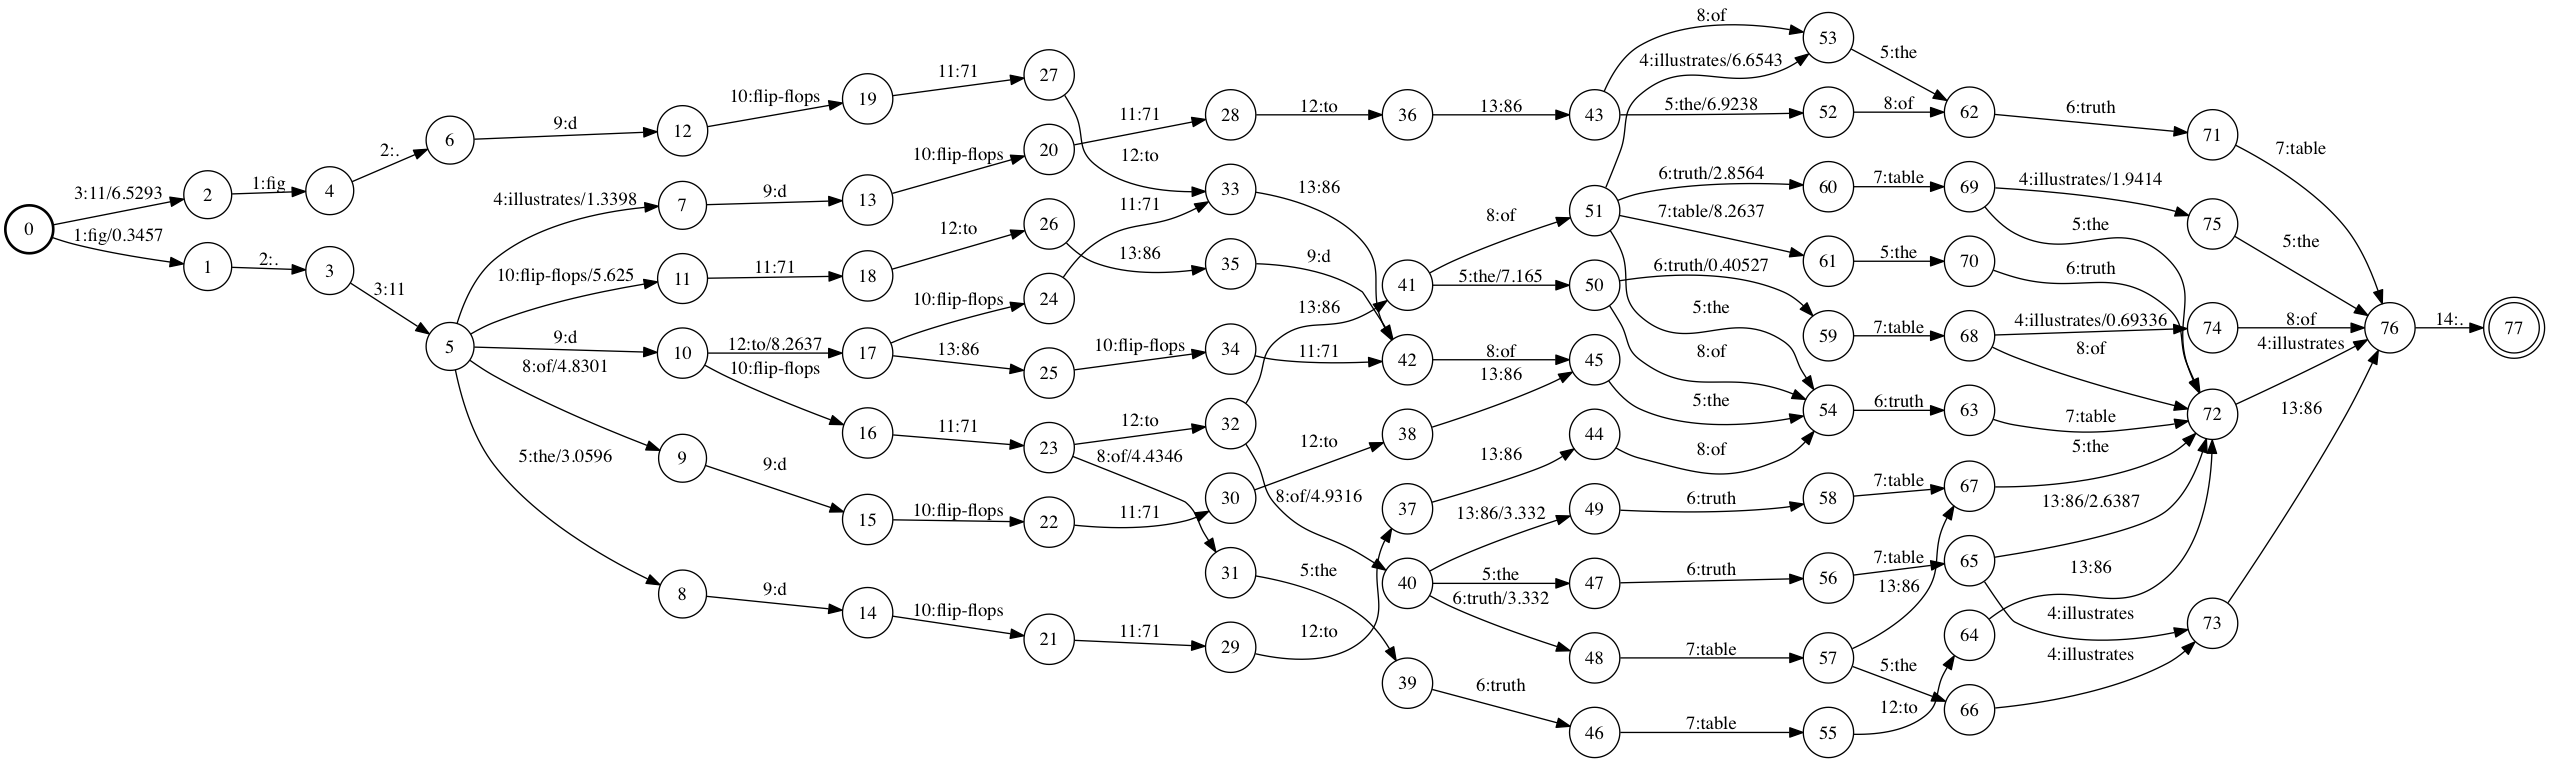 8:of
53
4:illustrates/6.6543
5:the
27
11:71
10:flip-flops
19
11:71
28
12:to
36
13:86
43
5:the/6.9238
52
8:of
62
6:truth
71
9:d
12
6
2:.
20
10:flip-flops
12:to
7:table
3:11/6.5293
2
1:fig
4
4:illustrates/1.3398
7
9:d
13
11:71
33
13:86
51
6:truth/2.8564
60
7:table
69
4:illustrates/1.9414
75
8:of
7:table/8.2637
5:the
0
1:fig/0.3457
1
2:.
3
12:to
26
24
13:86
35
9:d
61
5:the
70
6:truth
5:the
10:flip-flops/5.625
11
11:71
18
41
5:the/7.165
50
6:truth/0.40527
3:11
10:flip-flops
13:86
5:the
59
7:table
68
4:illustrates/0.69336
74
8:of
76
14:.
77
5
9:d
10
12:to/8.2637
17
13:86
25
10:flip-flops
34
11:71
42
8:of
45
8:of
8:of
4:illustrates
8:of/4.8301
10:flip-flops
13:86
5:the
54
6:truth
63
7:table
72
13:86
16
11:71
23
12:to
32
12:to
38
44
8:of
5:the
9
9:d
8:of/4.4346
13:86
5:the/3.0596
15
10:flip-flops
22
11:71
30
8:of/4.9316
37
13:86/3.332
49
6:truth
58
7:table
67
13:86/2.6387
31
5:the
40
5:the
47
6:truth
56
7:table
65
13:86
8
9:d
14
10:flip-flops
21
11:71
29
12:to
6:truth/3.332
48
7:table
57
13:86
64
4:illustrates
73
39
6:truth
46
7:table
55
5:the
12:to
66
4:illustrates